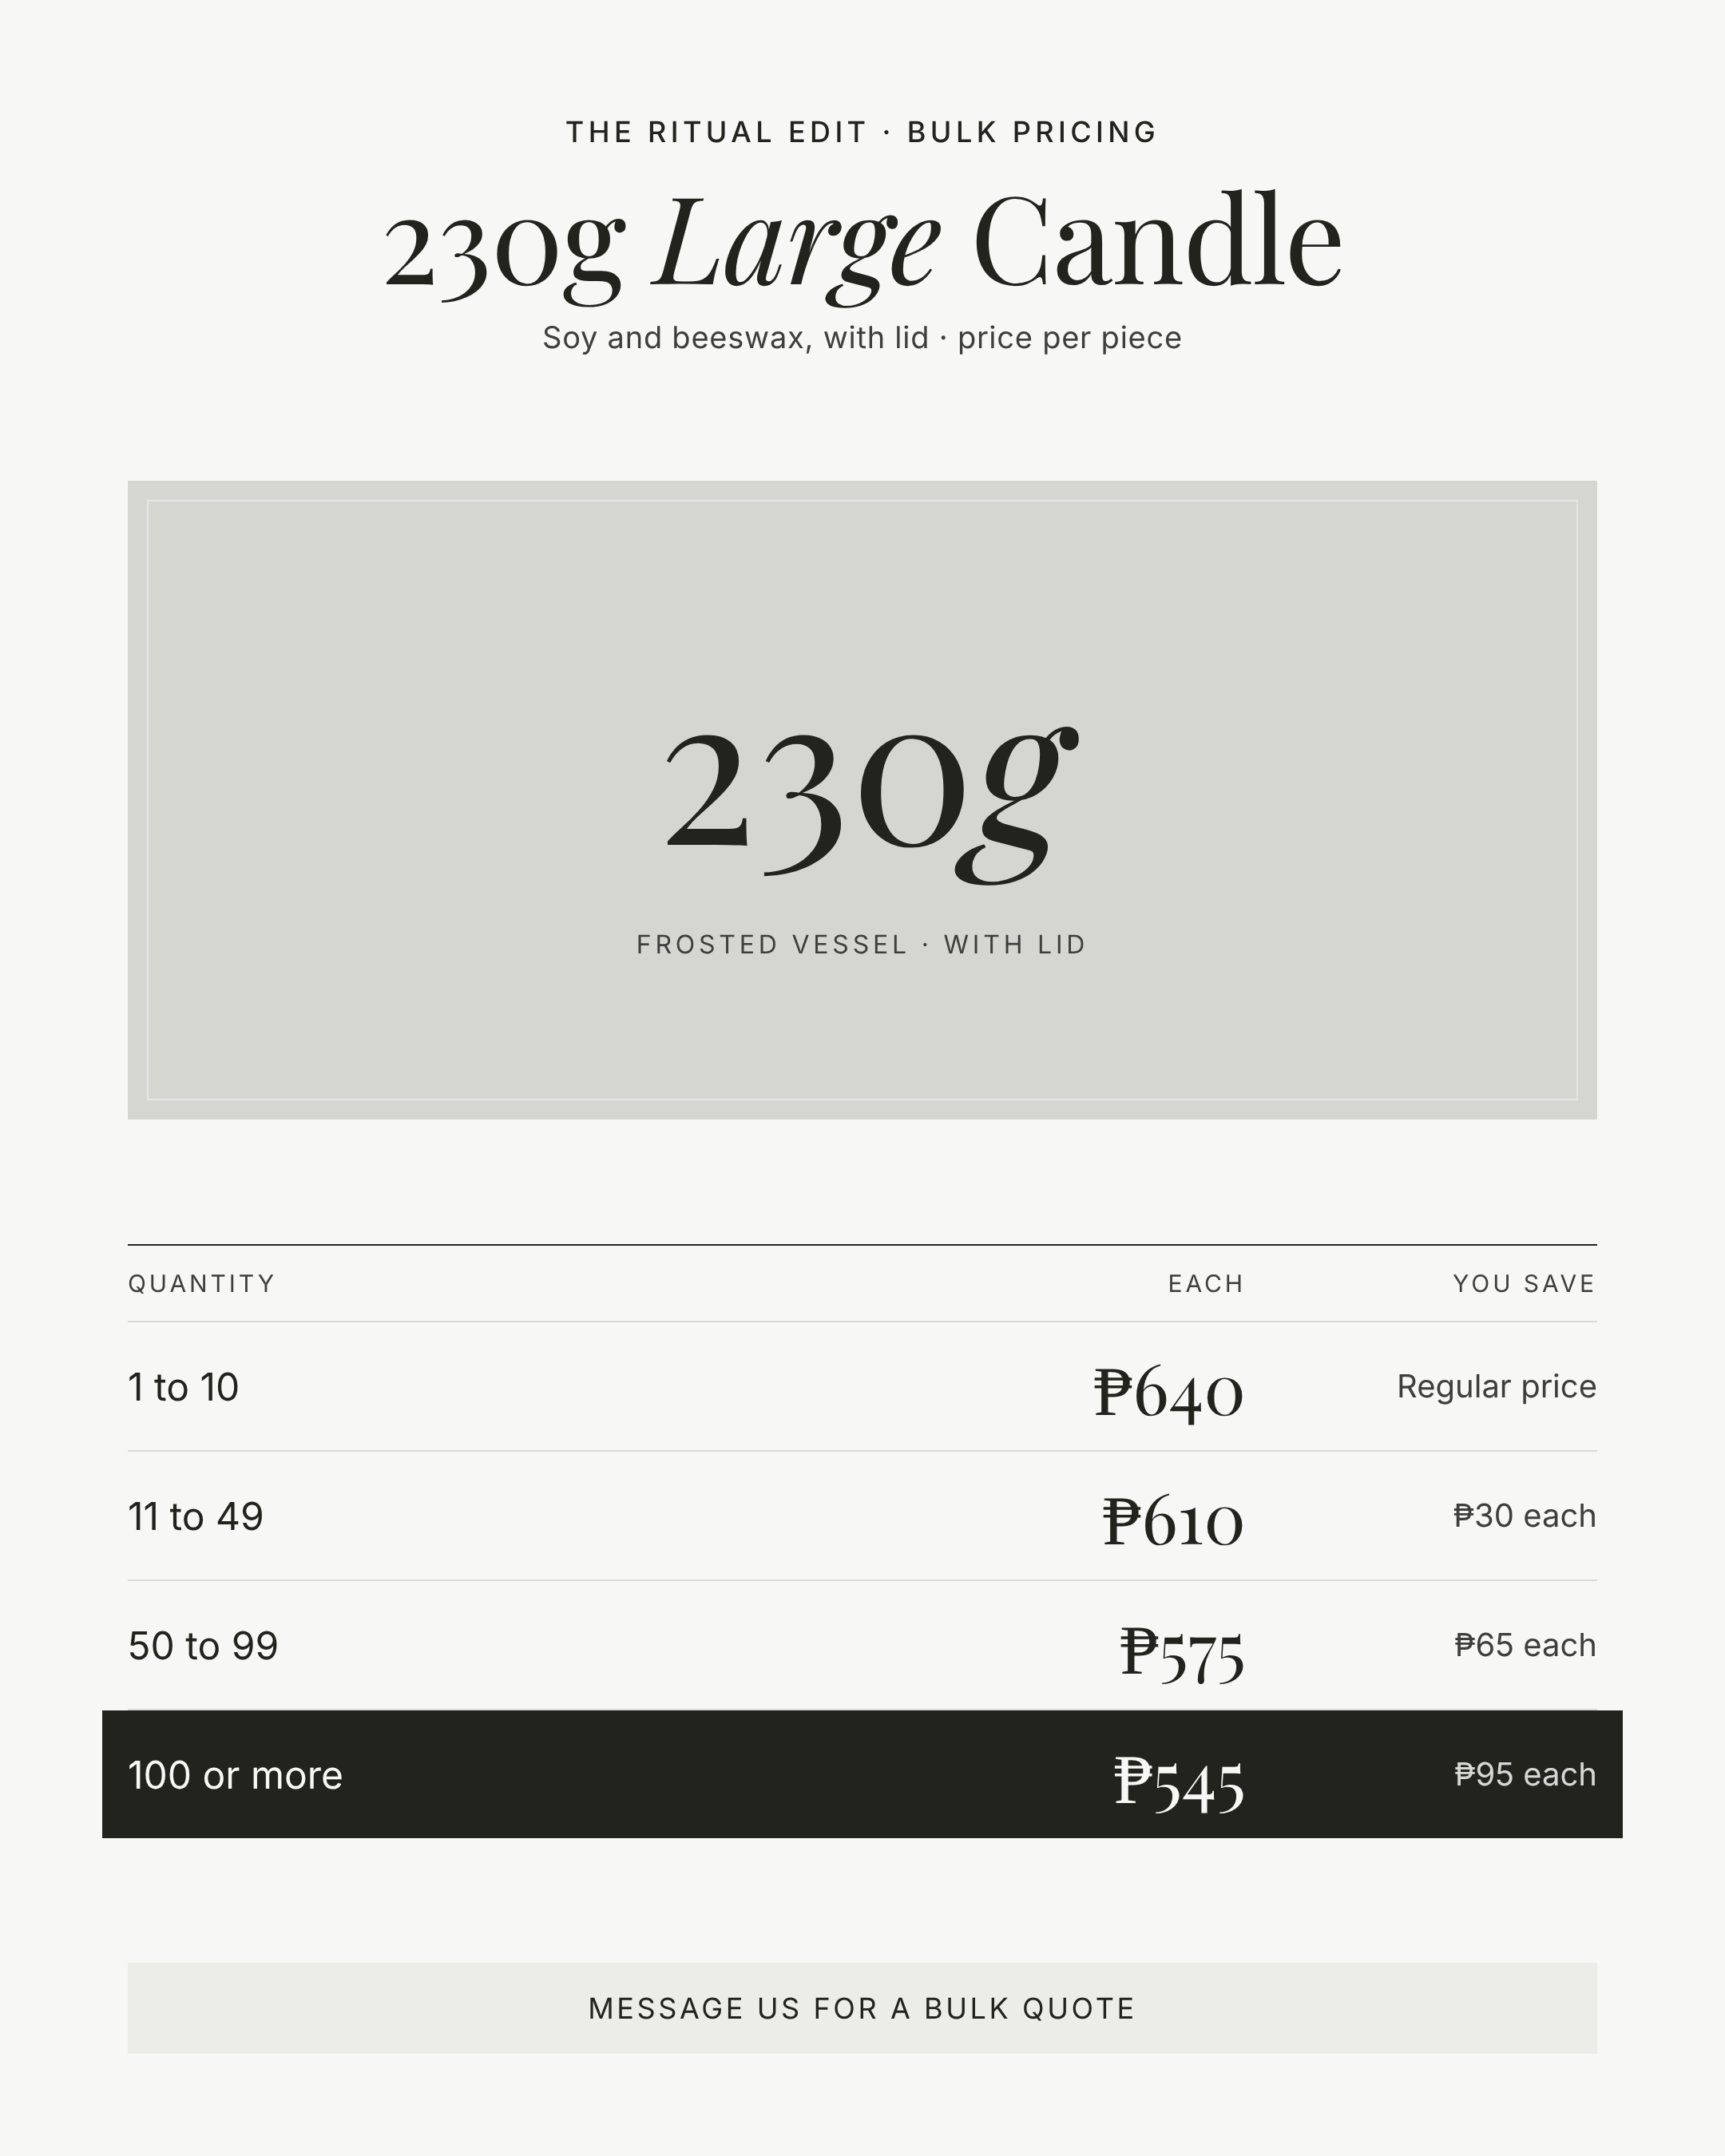 THE RITUAL EDIT · BULK PRICING
230g Large Candle
Soy and beeswax, with lid · price per piece
230g
FROSTED VESSEL · WITH LID
QUANTITY EACH YOU SAVE
1 to 10 ₱640 Regular price
11 to 49 ₱610 ₱30 each
50 to 99 ₱575 ₱65 each
100 or more ₱545 ₱95 each
MESSAGE US FOR A BULK QUOTE